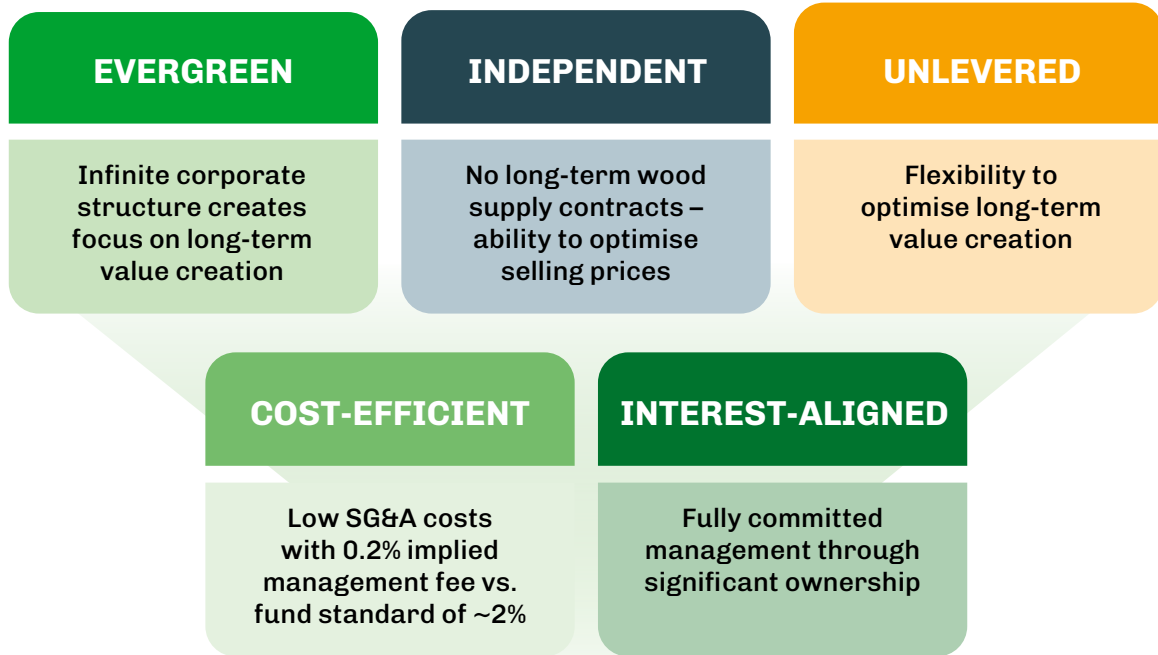 EVERGREEN
Infinite corporate
structure creates
focus on long-term
value creation
INDEPENDENT
No long-term wood
supply contracts –
ability to optimise
selling prices
UNLEVERED
Flexibility to
optimise long-term
value creation
COST-EFFICIENT
Low SG&A costs
with 0.2% implied
management fee vs.
fund standard of ~2%
INTEREST-ALIGNED
Fully committed
management through
significant ownership